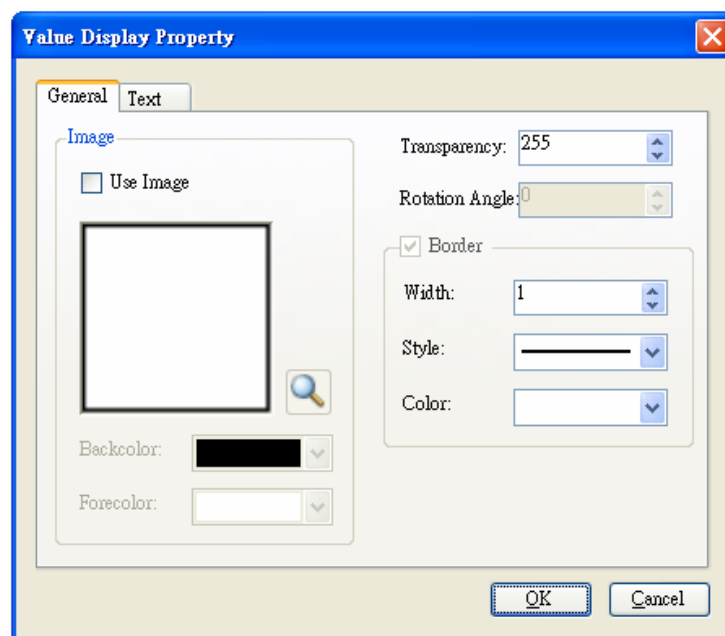 Value Display Property
General
Text
Image
Use Image
Backcolor:
Forecolor:
Transparency:
255
Rotation Angle:
0
Border
Width:
1
Style:
Color:
OK
Cancel